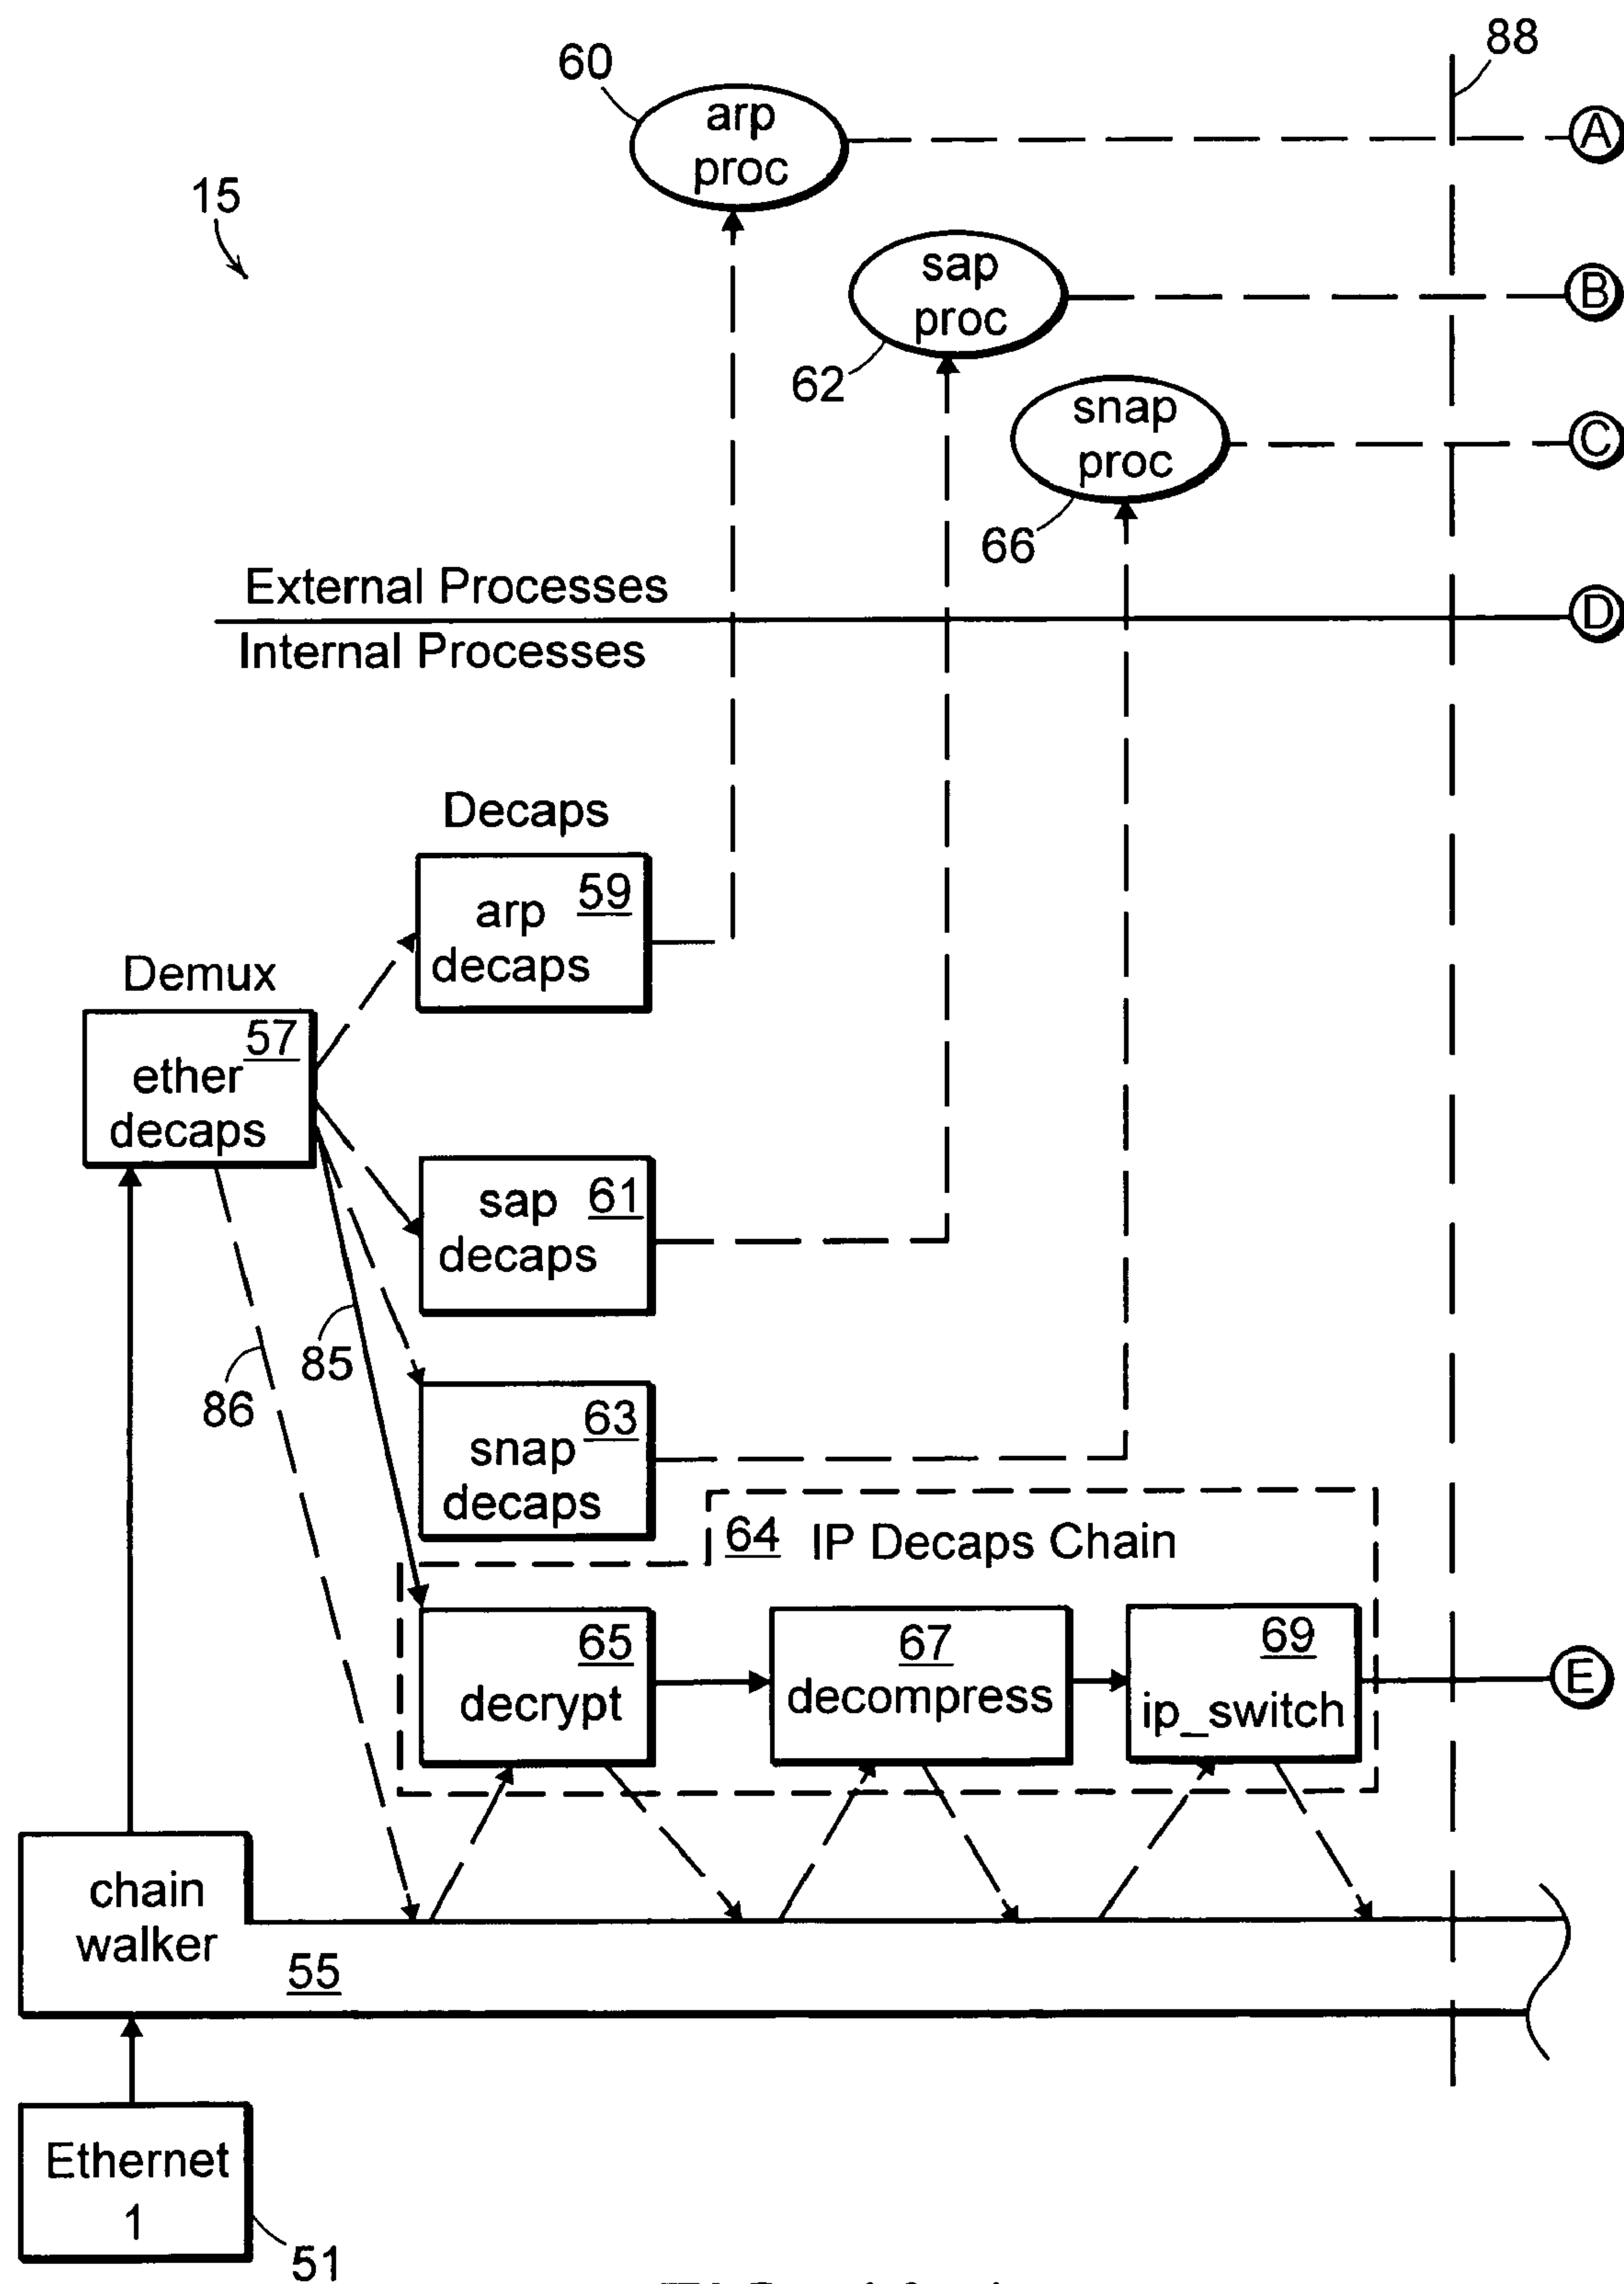 88
60
arp
proc
A
15
sap
proc
B
62
snap
proc
C
66
External Processes
D
Internal Processes
Decaps
59
arp
decaps
Demux
57
ether
decaps
61
sap
decaps
85
86
63
snap
decaps
64 IP Decaps Chain
65
decrypt
67
decompress
69
ip_switch
E
chain
walker
55
Ethernet
1
51